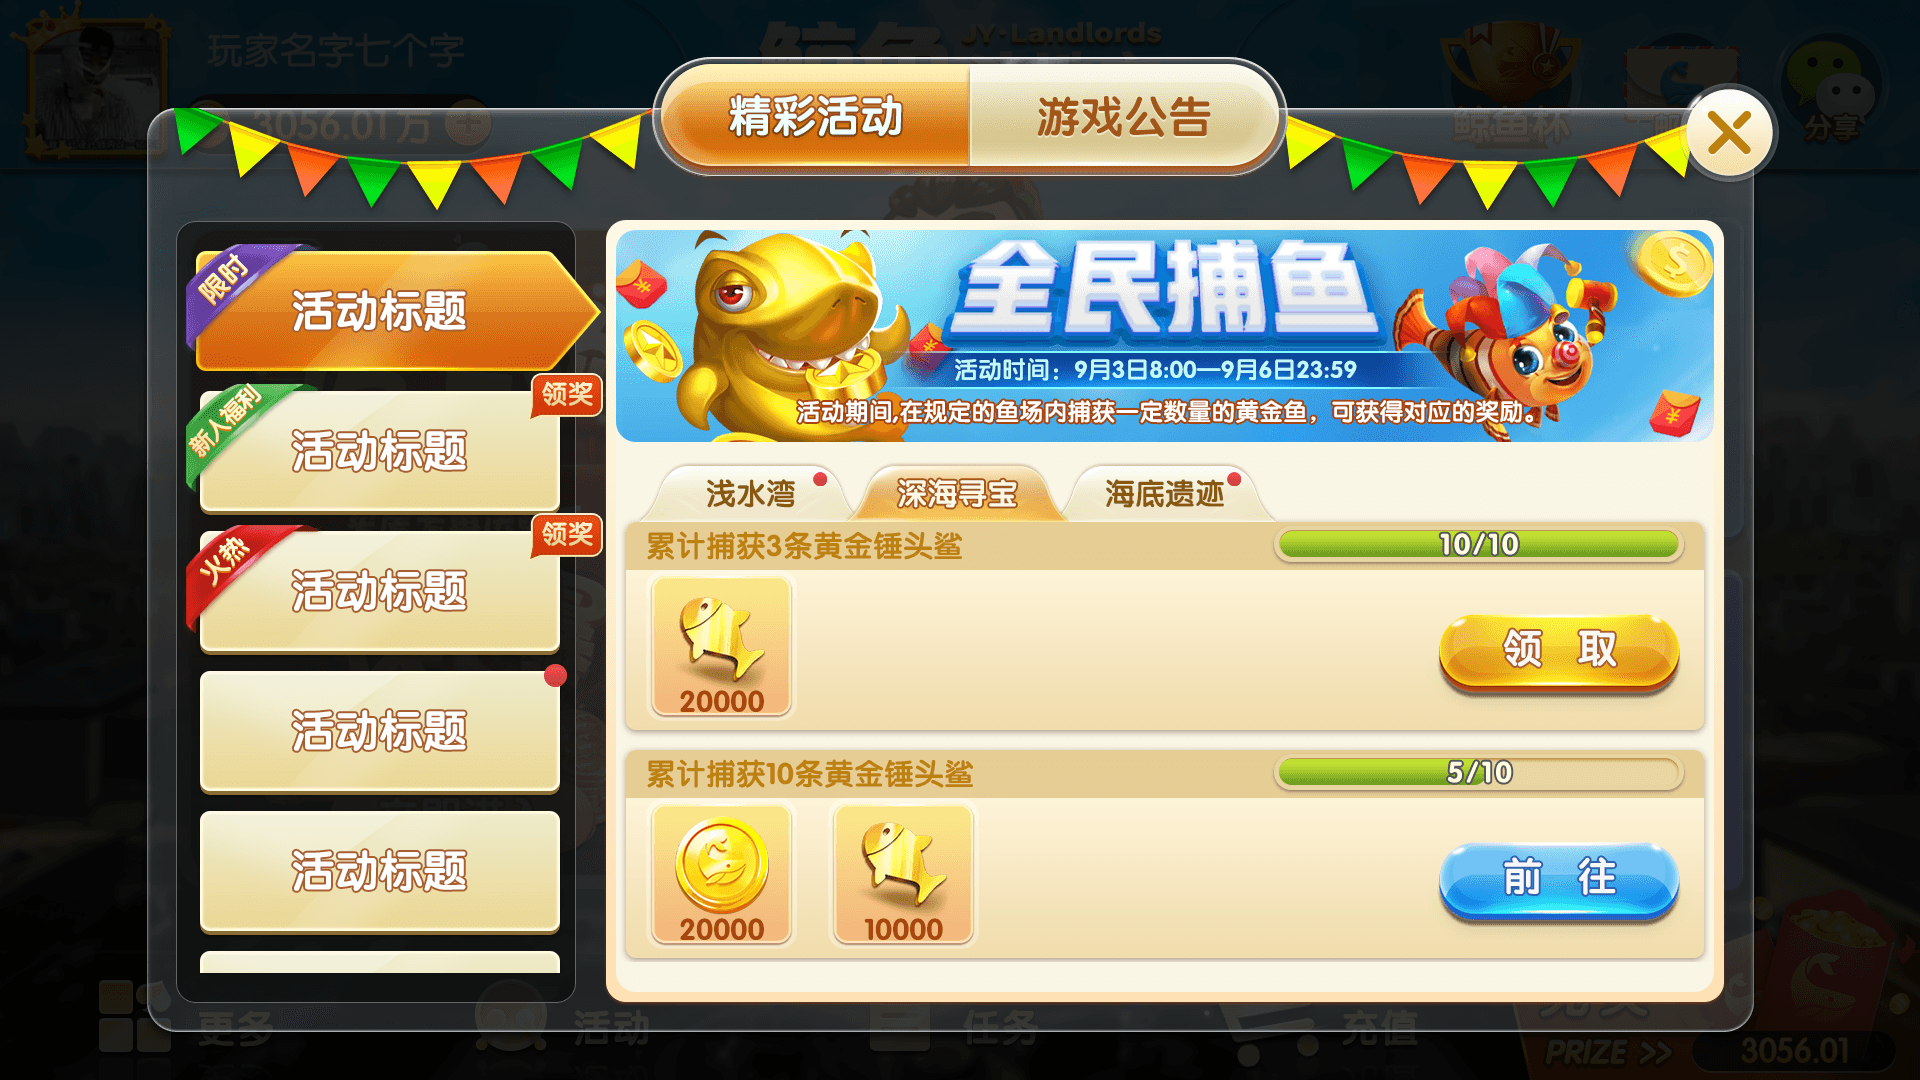 玩家名字七个字
JY·Landlords
3056.01万
鲸鱼杯
分享
精彩活动
游戏公告
限时
活动标题
新人福利
活动标题
领奖
火热
活动标题
领奖
活动标题
活动标题
全民捕鱼
活动时间：9月3日8:00—9月6日23:59
活动期间,在规定的鱼场内捕获一定数量的黄金鱼，可获得对应的奖励。
浅水湾
深海寻宝
海底遗迹
累计捕获3条黄金锤头鲨
10/10
20000
领 取
累计捕获10条黄金锤头鲨
5/10
20000
10000
前 往
更多
活动
任务
充值
PRIZE >>
3056.01